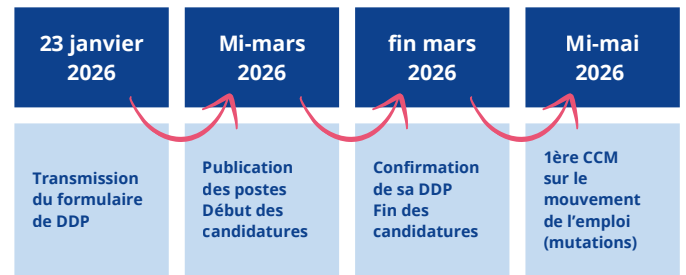 23 janvier
2026
Mi-mars
2026
fin mars
2026
Mi-mai
2026
Transmission
du formulaire
de DDP
Publication
des postes
Début des
candidatures
Confirmation
de sa DDP
Fin des
candidatures
1ère CCM
sur le
mouvement
de l’emploi
(mutations)